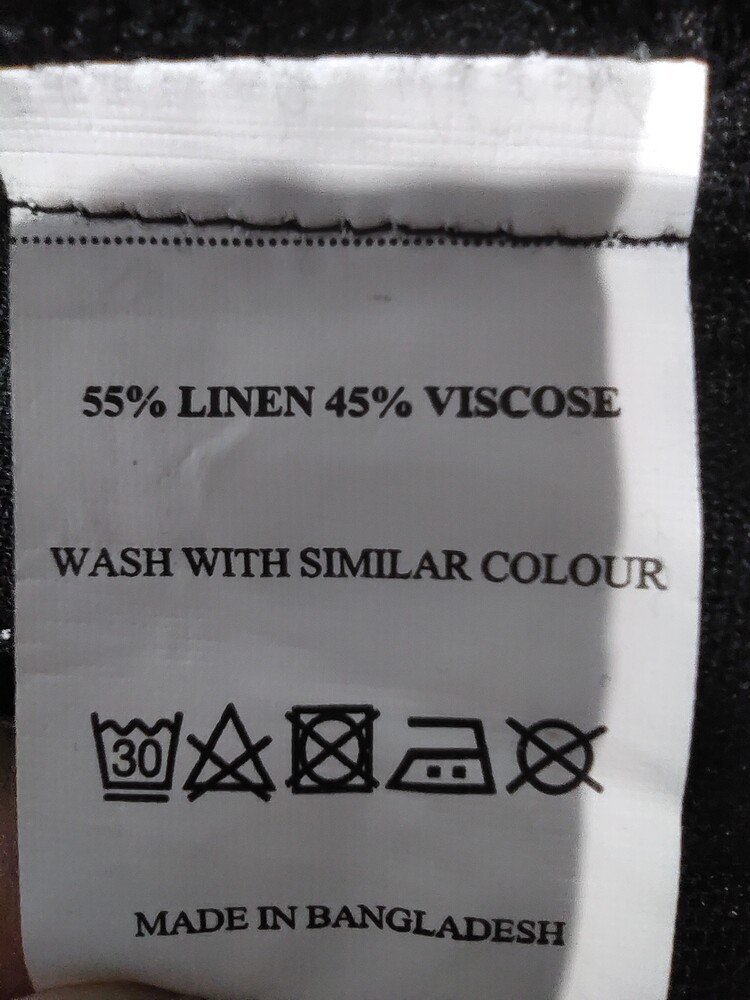 55% LINEN 45% VISCOSE
WASH WITH SIMILAR COLOUR
30
MADE IN BANGLADESH